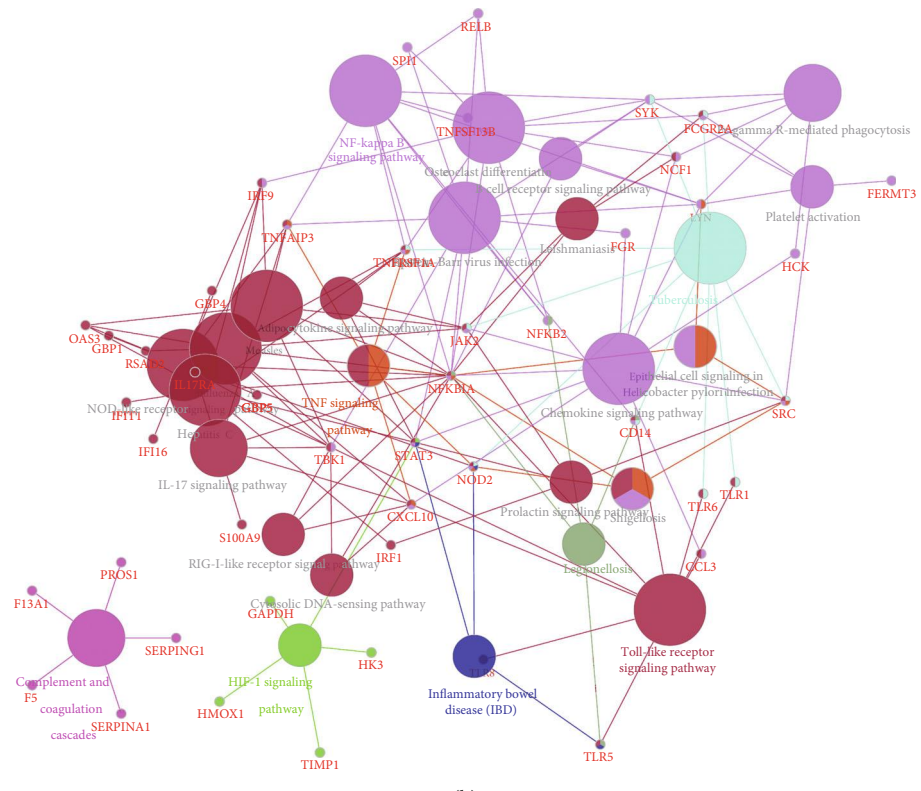 RELB
SPI1
SYK
TNFSF13B
FCGR2A
gamma R-mediated phagocytosis
NF-kappa B
signaling pathway
Osteoclast differentiatio
cell receptor signaling pathway
NCF1
IRF9
LYN
FERMT3
Platelet activation
TNFAIP3
Leishmaniasis
FGR
HCK
TNFRSF1A
Barr virus infection
Tuberculosis
GBP4
OAS3
GBP1
Adipocytokine signaling pathway
JAK2
NFKB2
Measles
RSAD2
IL17RA
NFKBIA
Epithelial cell signaling in
Helicobacter pylori infection
NOD-like receptor
GBP5
TNF signaling
pathway
Chemokine signaling pathway
SRC
IFIT1
Hepatitis C
CD14
IFI16
TBK1
STAT3
NOD2
IL-17 signaling pathway
TLR1
TLR6
Prolactin signaling pathway
Shigellosis
CXCL10
S100A9
IRF1
RIG-I-like receptor signal pathway
Legionellosis
CCL3
PROS1
F13A1
Cytosolic DNA-sensing pathway
GAPDH
SERPING1
HK3
Toll-like receptor
signaling pathway
TLR8
Complement and
coagulation
cascades
F5
SERPINA1
HIF-1 signaling
pathway
HMOX1
Inflammatory bowel
disease (IBD)
TIMP1
TLR5